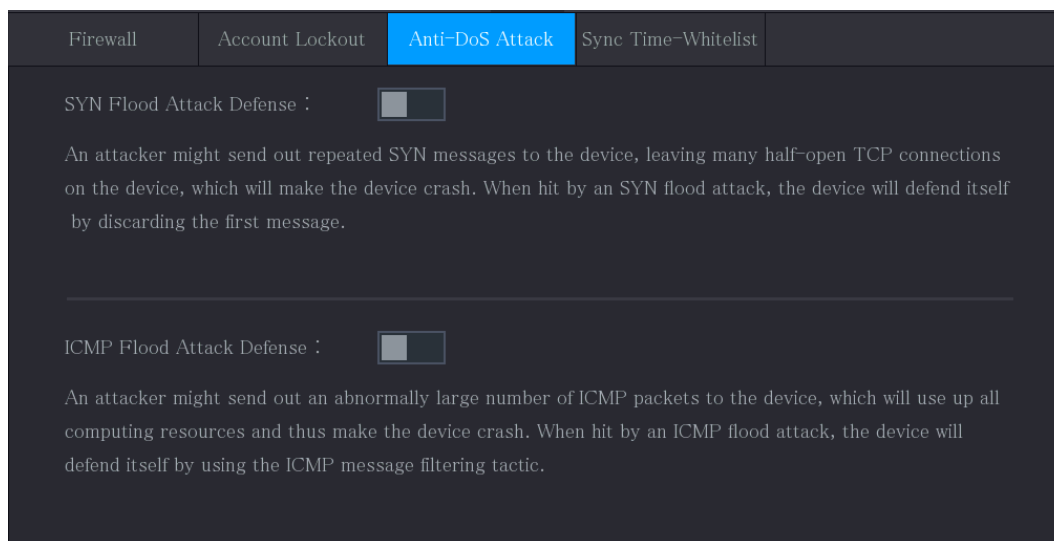 Firewall Account Lockout Anti-DoS Attack Sync Time-Whitelist
SYN Flood Attack Defense :
An attacker might send out repeated SYN messages to the device, leaving many half-open TCP connections
on the device, which will make the device crash. When hit by an SYN flood attack, the device will defend itself
by discarding the first message.
ICMP Flood Attack Defense :
An attacker might send out an abnormally large number of ICMP packets to the device, which will use up all
computing resources and thus make the device crash. When hit by an ICMP flood attack, the device will
defend itself by using the ICMP message filtering tactic.